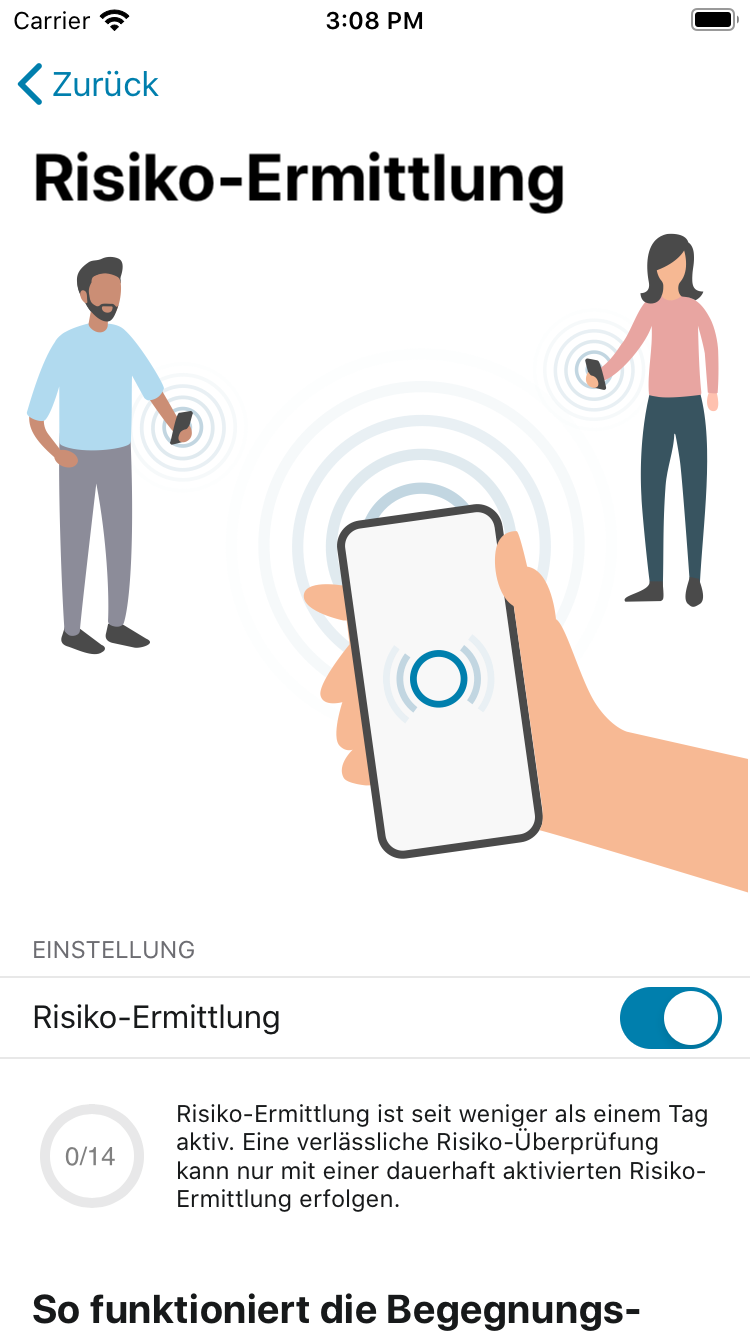 Carrier 3:08 PM
Zurück
Risiko-Ermittlung
EINSTELLUNG
Risiko-Ermittlung
0/14
Risiko-Ermittlung ist seit weniger als einem Tag
aktiv. Eine verlässliche Risiko-Überprüfung
kann nur mit einer dauerhaft aktivierten Risiko-
Ermittlung erfolgen.
So funktioniert die Begegnungs-